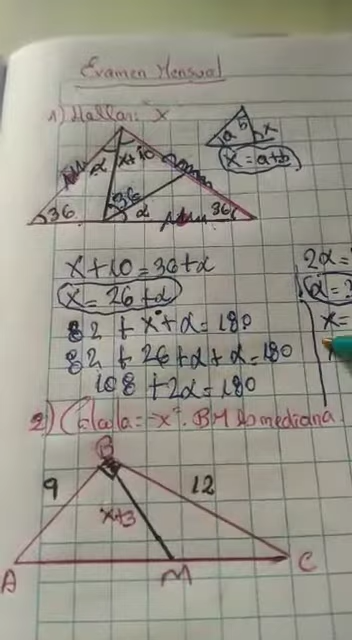 Examen Mensual
1) Hallar: x
α x+10
36 36 α 36
a b x
x = a+b
x+10 = 36+α
x = 26+α
82 + x + α = 180
82 + 26+α+α = 180
108 + 2α = 180
2α =
α =
x =
2) Calcula = "x". BM es mediana
B
9 12
x+3
A M C